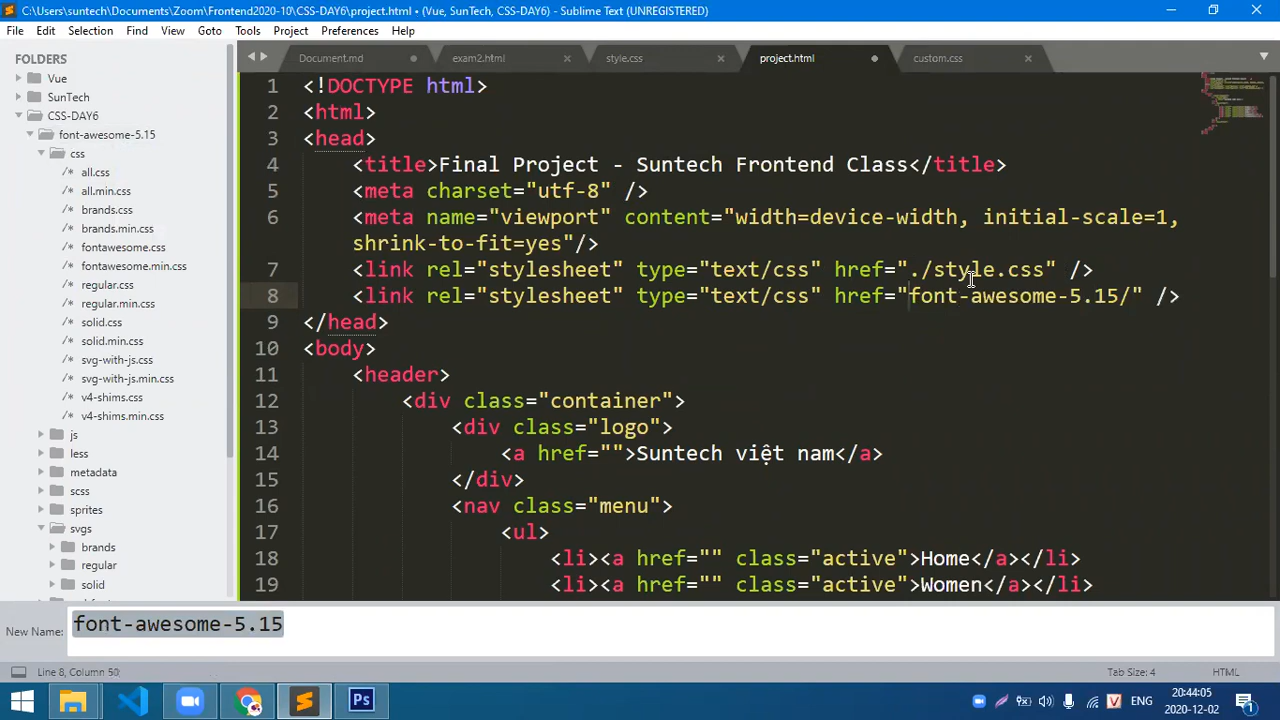 C:\Users\suntech\Documents\Zoom\Frontend2020-10\CSS-DAY6\project.html • (Vue, SunTech, CSS-DAY6) - Sublime Text (UNREGISTERED)
File Edit Selection Find View Goto Tools Project Preferences Help
FOLDERS
Vue
SunTech
CSS-DAY6
font-awesome-5.15
css
/* all.css
/* all.min.css
/* brands.css
/* brands.min.css
/* fontawesome.css
/* fontawesome.min.css
/* regular.css
/* regular.min.css
/* solid.css
/* solid.min.css
/* svg-with-js.css
/* svg-with-js.min.css
/* v4-shims.css
/* v4-shims.min.css
js
less
metadata
scss
sprites
svgs
brands
regular
solid
Document.md exam2.html style.css project.html custom.css
1 <!DOCTYPE html>
2 <html>
3 <head>
4 <title>Final Project - Suntech Frontend Class</title>
5 <meta charset="utf-8" />
6 <meta name="viewport" content="width=device-width, initial-scale=1,
shrink-to-fit=yes"/>
7 <link rel="stylesheet" type="text/css" href="./style.css" />
8 <link rel="stylesheet" type="text/css" href="font-awesome-5.15/" />
9 </head>
10 <body>
11 <header>
12 <div class="container">
13 <div class="logo">
14 <a href="">Suntech việt nam</a>
15 </div>
16 <nav class="menu">
17 <ul>
18 <li><a href="" class="active">Home</a></li>
19 <li><a href="" class="active">Women</a></li>
New Name: font-awesome-5.15
Line 8, Column 50 Tab Size: 4 HTML
Ps
V ENG
20:44:05
2020-12-02
1